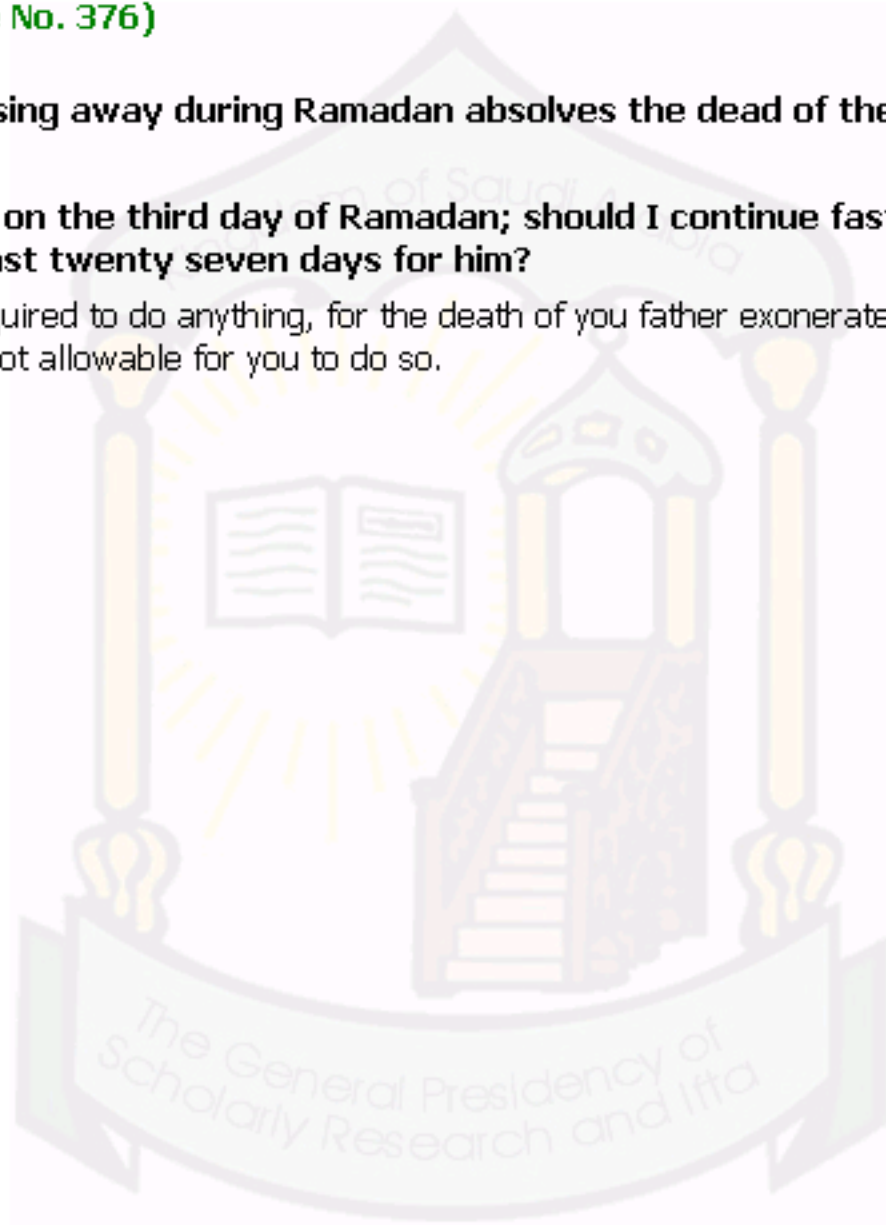 No. 376)
sing away during Ramadan absolves the dead of the
on the third day of Ramadan; should I continue fas
ast twenty seven days for him?
uired to do anything, for the death of you father exonerate
ot allowable for you to do so.
Kingdom of Saudi Arabia
The General Presidency of
Scholarly Research and Ifta